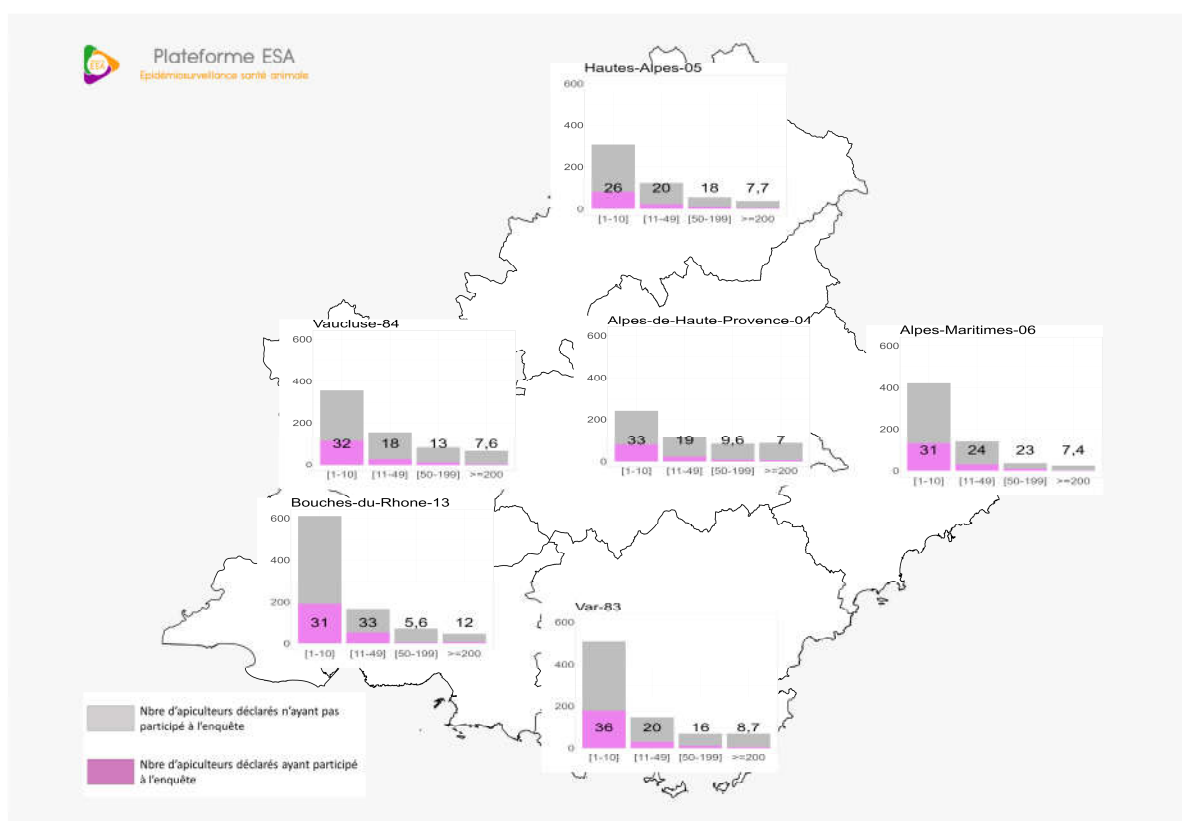 Plateforme ESA
ESA
Epidémiosurveillance santé animale
Hautes-Alpes-05
600
400
200
0
26 20 18 7,7
[1-10] [11-49] [50-199] >=200
Vaucluse-84
600
400
200
0
32 18 13 7,6
[1-10] [11-49] [50-199] >=200
Alpes-de-Haute-Provence-04
600
400
200
0
33 19 9,6 7
[1-10] [11-49] [50-199] >=200
Alpes-Maritimes-06
600
400
200
0
31 24 23 7,4
[1-10] [11-49] [50-199] >=200
Bouches-du-Rhone-13
600
400
200
0
31 33 5,6 12
[1-10] [11-49] [50-199] >=200
Var-83
600
400
200
0
36 20 16 8,7
[1-10] [11-49] [50-199] >=200
Nbre d'apiculteurs déclarés n'ayant pas
participé à l'enquête
Nbre d'apiculteurs déclarés ayant participé
à l'enquête